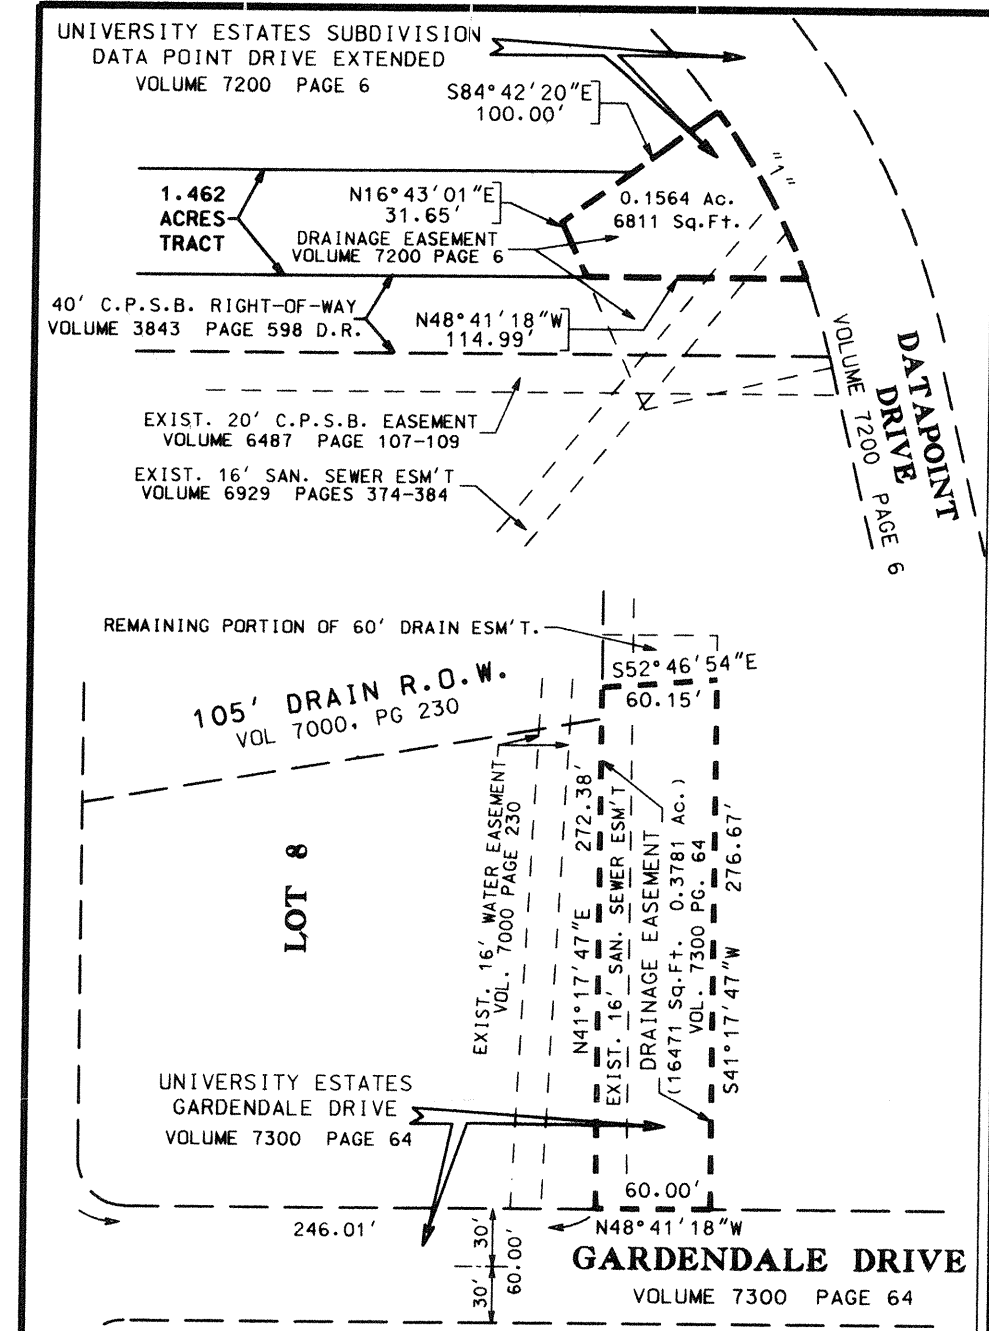 UNIVERSITY ESTATES SUBDIVISION
DATA POINT DRIVE EXTENDED
VOLUME 7200 PAGE 6
S84°42'20"E
100.00'
"1"
1.462
ACRES
TRACT
N16°43'01"E
31.65'
0.1564 Ac.
6811 Sq.Ft.
DRAINAGE EASEMENT
VOLUME 7200 PAGE 6
40' C.P.S.B. RIGHT-OF-WAY
VOLUME 3843 PAGE 598 D.R.
N48°41'18"W
114.99'
DATAPOINT
DRIVE
VOLUME 7200 PAGE 6
EXIST. 20' C.P.S.B. EASEMENT
VOLUME 6487 PAGE 107-109
EXIST. 16' SAN. SEWER ESM'T
VOLUME 6929 PAGES 374-384
REMAINING PORTION OF 60' DRAIN ESM'T.
S52°46'54"E
60.15'
105' DRAIN R.O.W.
VOL 7000, PG 230
LOT 8
EXIST. 16' WATER EASEMENT
VOL. 7000 PAGE 230
N41°17'47"E 272.38'
EXIST. 16' SAN. SEWER ESM'T
DRAINAGE EASEMENT
(16471 Sq.Ft. 0.3781 Ac.)
VOL. 7300 PG. 64
S41°17'47"W 276.67'
UNIVERSITY ESTATES
GARDENDALE DRIVE
VOLUME 7300 PAGE 64
60.00'
246.01'
N48°41'18"W
30'
30'
60.00'
GARDENDALE DRIVE
VOLUME 7300 PAGE 64